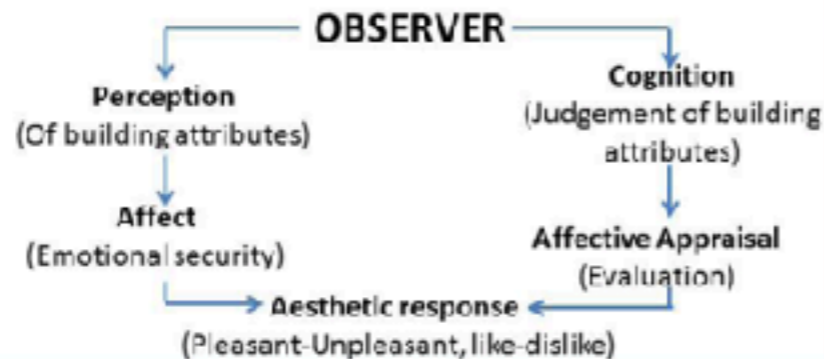 OBSERVER
Perception
(Of building attributes)
Affect
(Emotional security)
Cognition
(Judgement of building
attributes)
Affective Appraisal
(Evaluation)
Aesthetic response
(Pleasant-Unpleasant, like-dislike)